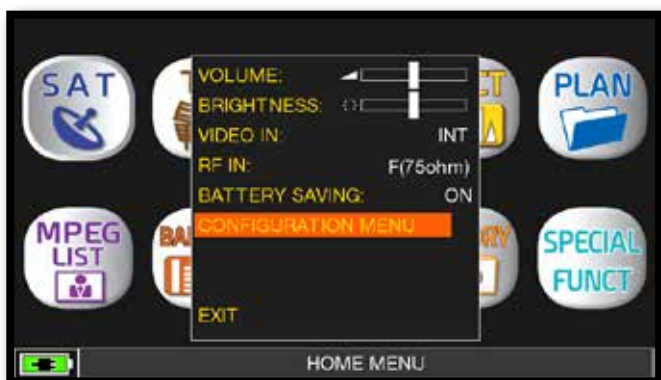 SAT
PLAN
VOLUME:
BRIGHTNESS:
VIDEO IN: INT
RF IN: F(75ohm)
BATTERY SAVING: ON
CONFIGURATION MENU
EXIT
MPEG
LIST
SPECIAL
FUNCT
HOME MENU